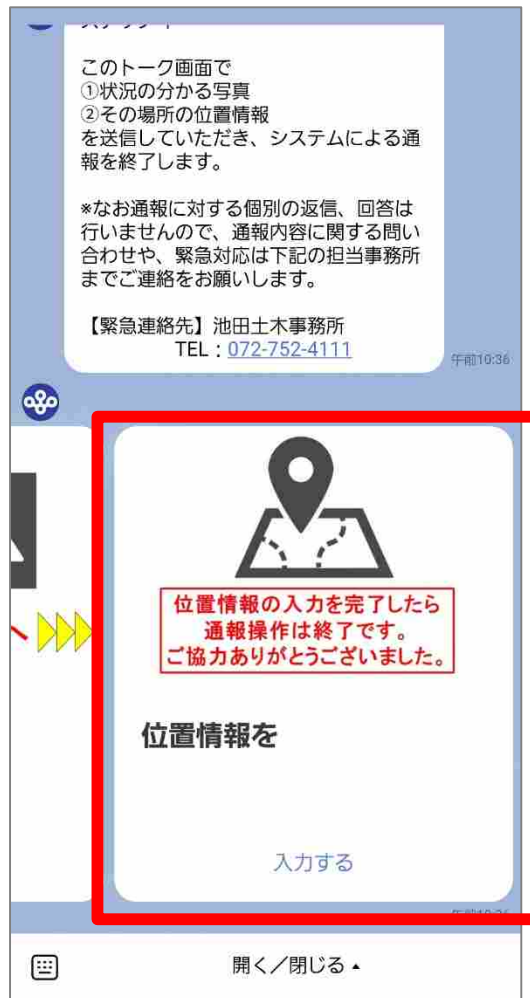 このトーク画面で
①状況の分かる写真
②その場所の位置情報
を送信していただき、システムによる通
報を終了します。
*なお通報に対する個別の返信、回答は
行いませんので、通報内容に関する問い
合わせや、緊急対応は下記の担当事務所
までご連絡をお願いします。
【緊急連絡先】池田土木事務所
TEL：072-752-4111
午前10:36
位置情報の入力を完了したら
通報操作は終了です。
ご協力ありがとうございました。
位置情報を
入力する
開く／閉じる